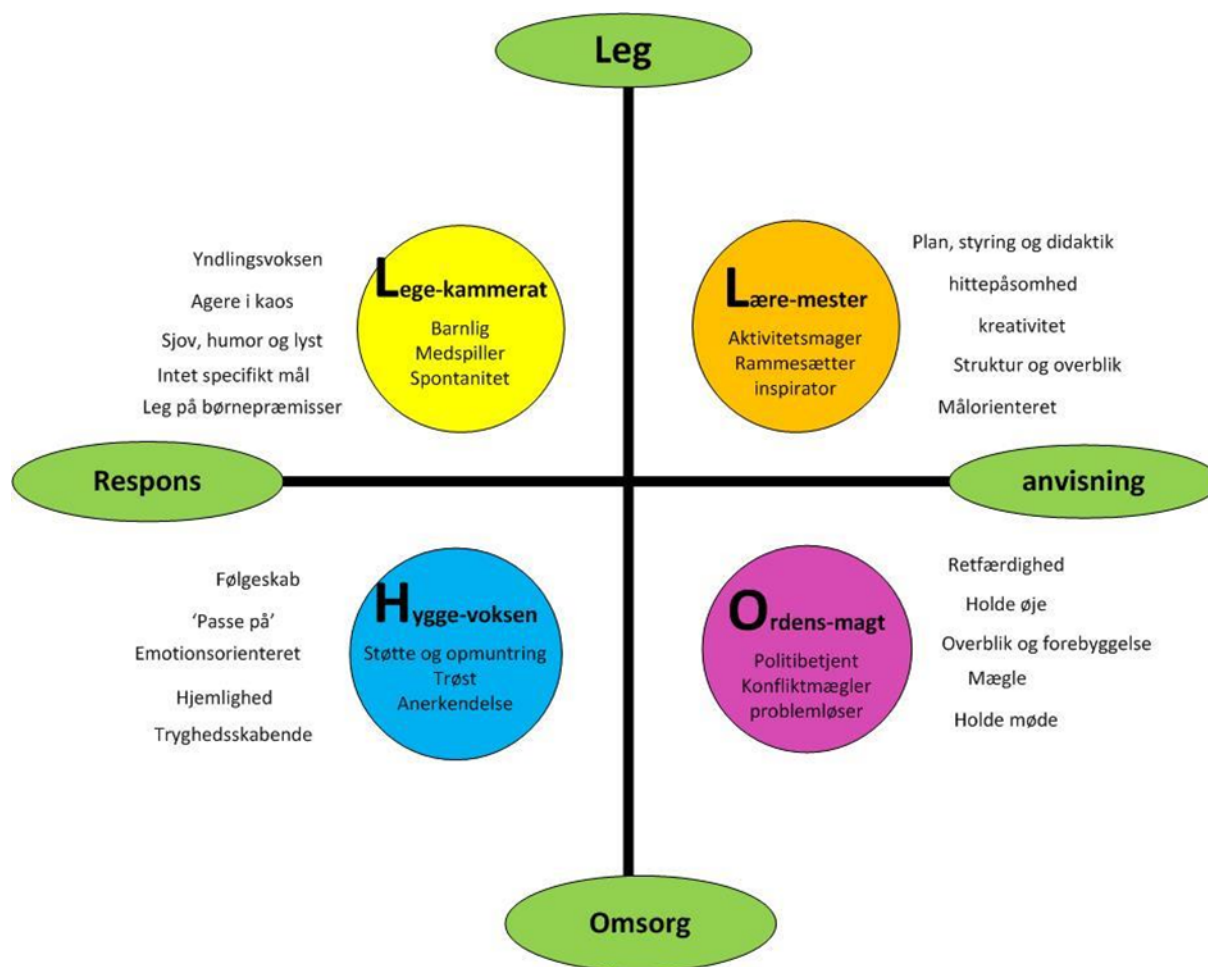 Leg
Yndlingsvoksen
Agere i kaos
Sjov, humor og lyst
Intet specifikt mål
Leg på børnepræmisser
Lege-kammerat
Barnlig
Medspiller
Spontanitet
Lære-mester
Aktivitetsmager
Rammesætter
inspirator
Plan, styring og didaktik
hittepåsomhed
kreativitet
Struktur og overblik
Målorienteret
Respons
anvisning
Følgeskab
‘Passe på’
Emotionsorienteret
Hjemlighed
Tryghedsskabende
Hygge-voksen
Støtte og opmuntring
Trøst
Anerkendelse
Ordens-magt
Politibetjent
Konfliktmægler
problemløser
Retfærdighed
Holde øje
Overblik og forebyggelse
Mægle
Holde møde
Omsorg